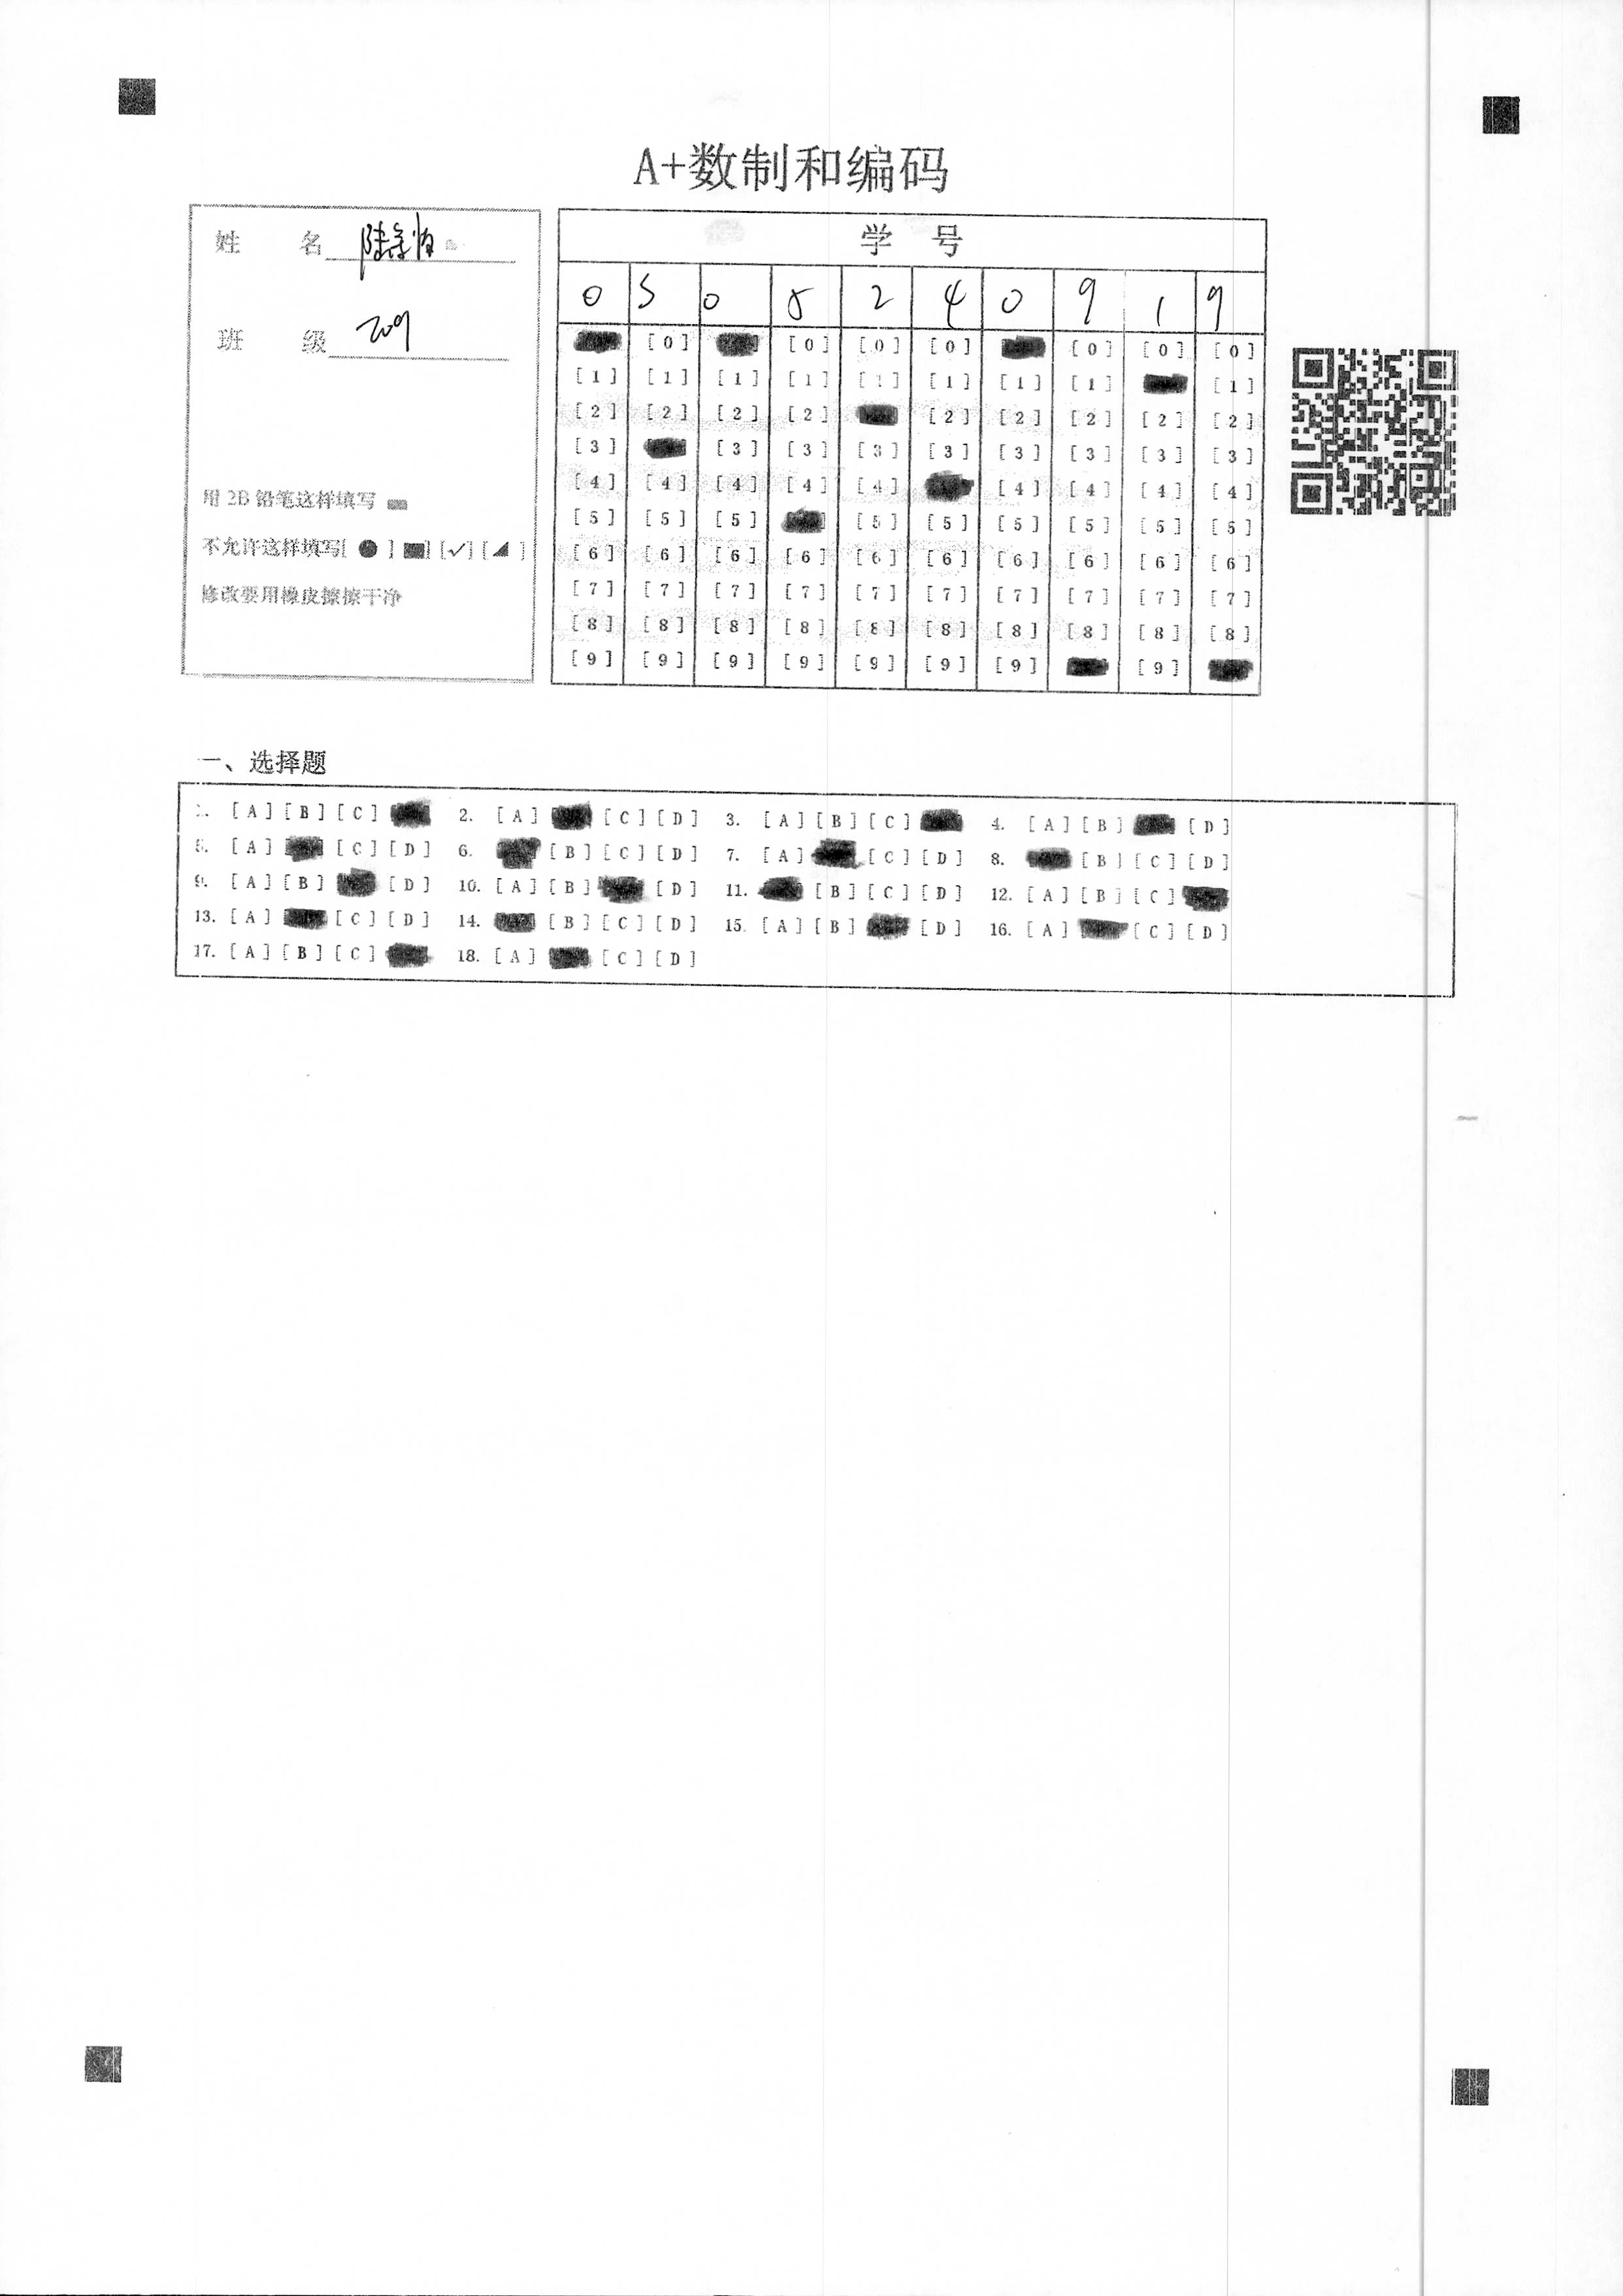 A+数制和编码
姓 名
班 级 209
用 2B 铅笔这样填写
不允许这样填写[ ● ] [■] [✓] [◢ ]
修改要用橡皮擦擦干净
学 号
0 3 0 5 2 4 0 9 1 9
[0] [0] [0] [0] [0] [0]
[1] [1] [1] [1] [1] [1] [1] [1] [1]
[2] [2] [2] [2] [2] [2] [2] [2] [2]
[3] [3] [3] [3] [3] [3] [3] [3] [3]
[4] [4] [4] [4] [4] [4] [4] [4] [4]
[5] [5] [5] [5] [5] [5] [5] [5] [5]
[6] [6] [6] [6] [6] [6] [6] [6] [6] [6]
[7] [7] [7] [7] [7] [7] [7] [7] [7] [7]
[8] [8] [8] [8] [8] [8] [8] [8] [8] [8]
[9] [9] [9] [9] [9] [9] [9] [9]
一、选择题
1. [A] [B] [C] 2. [A] [C] [D] 3. [A] [B] [C] 4. [A] [B] [D]
5. [A] [C] [D] 6. [B] [C] [D] 7. [A] [C] [D] 8. [B] [C] [D]
9. [A] [B] [D] 10. [A] [B] [D] 11. [B] [C] [D] 12. [A] [B] [C]
13. [A] [C] [D] 14. [B] [C] [D] 15. [A] [B] [D] 16. [A] [C] [D]
17. [A] [B] [C] 18. [A] [C] [D]